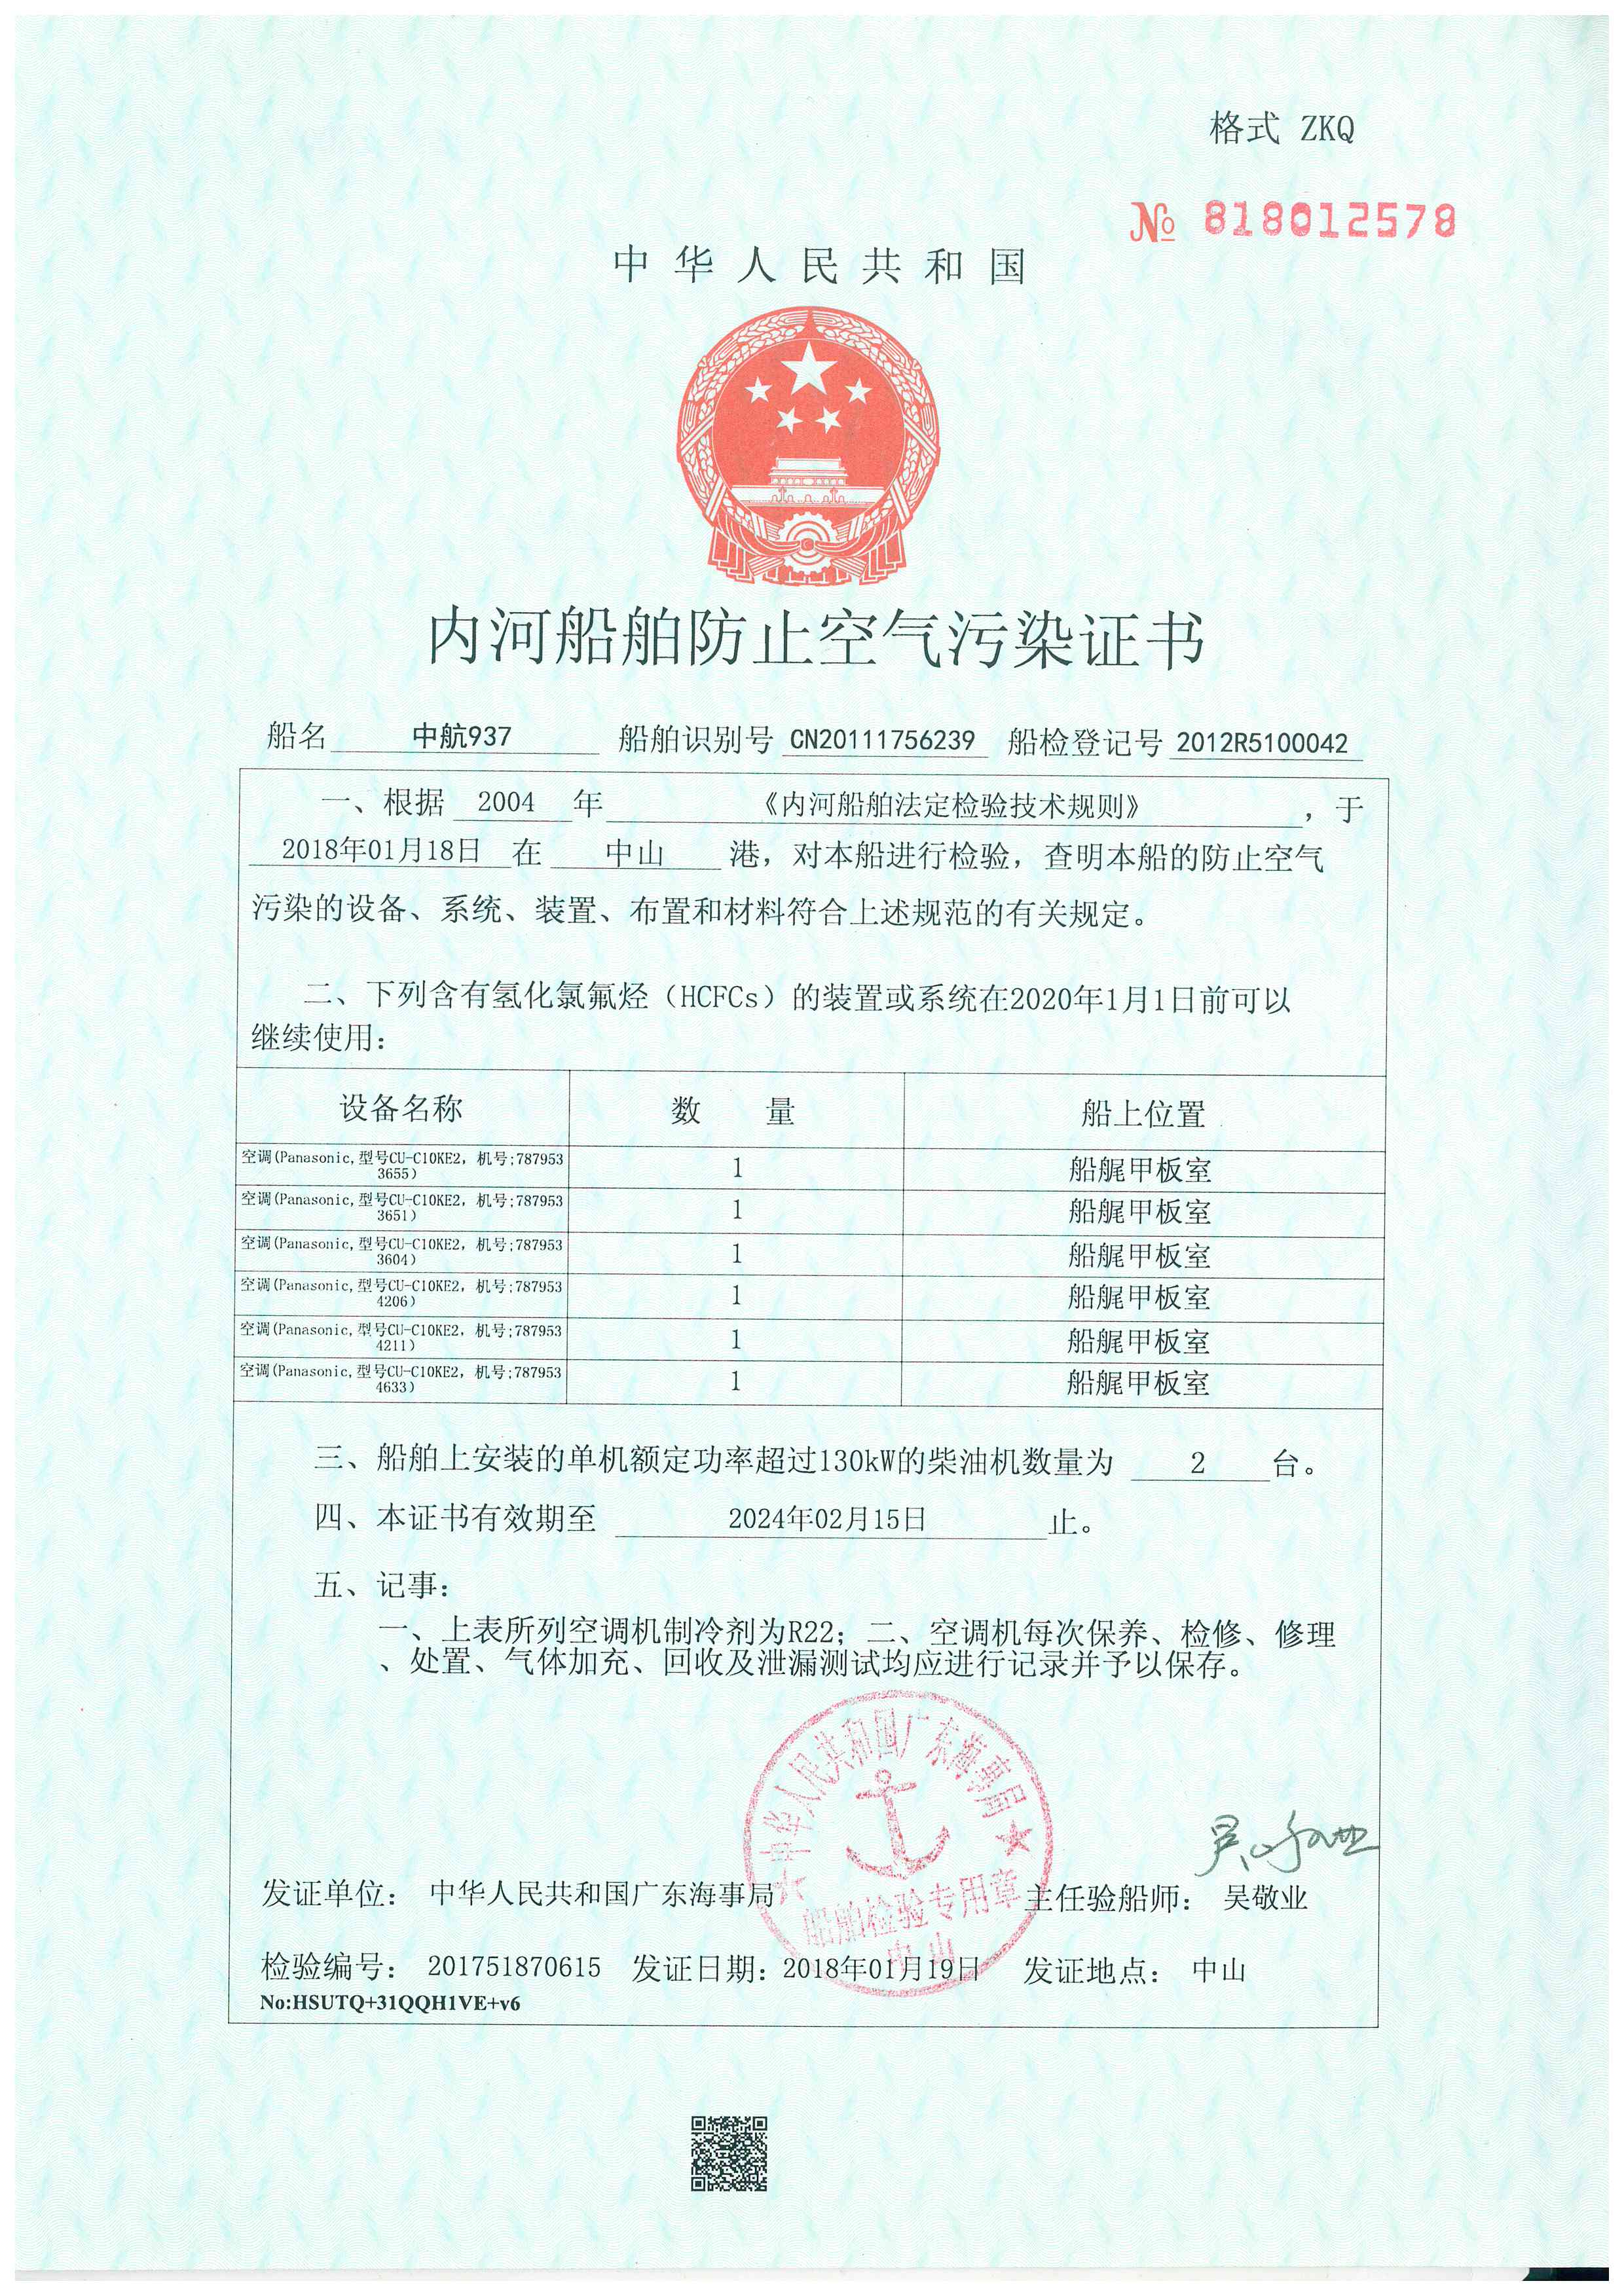 格式 ZKQ
№ 818012578
中华人民共和国
内河船舶防止空气污染证书
船名 中航937 船舶识别号 CN20111756239 船检登记号 2012R5100042
一、根据 2004 年 《内河船舶法定检验技术规则》 ，于
2018年01月18日 在 中山 港，对本船进行检验，查明本船的防止空气
污染的设备、系统、装置、布置和材料符合上述规范的有关规定。
二、下列含有氢化氯氟烃（HCFCs）的装置或系统在2020年1月1日前可以
继续使用：
设备名称 数 量 船上位置
空调(Panasonic,型号CU-C10KE2，机号;787953
3655） 1 船艉甲板室
空调(Panasonic,型号CU-C10KE2，机号;787953
3651） 1 船艉甲板室
空调(Panasonic,型号CU-C10KE2，机号;787953
3604） 1 船艉甲板室
空调(Panasonic,型号CU-C10KE2，机号;787953
4206） 1 船艉甲板室
空调(Panasonic,型号CU-C10KE2，机号;787953
4211） 1 船艉甲板室
空调(Panasonic,型号CU-C10KE2，机号;787953
4633） 1 船艉甲板室
三、船舶上安装的单机额定功率超过130kW的柴油机数量为 2 台。
四、本证书有效期至 2024年02月15日 止。
五、记事：
一、上表所列空调机制冷剂为R22；二、空调机每次保养、检修、修理
、处置、气体加充、回收及泄漏测试均应进行记录并予以保存。
中华人民共和国广东海事局
船舶检验专用章
中山
发证单位： 中华人民共和国广东海事局 主任验船师： 吴敬业
检验编号： 201751870615 发证日期：2018年01月19日 发证地点： 中山
No:HSUTQ+31QQH1VE+v6